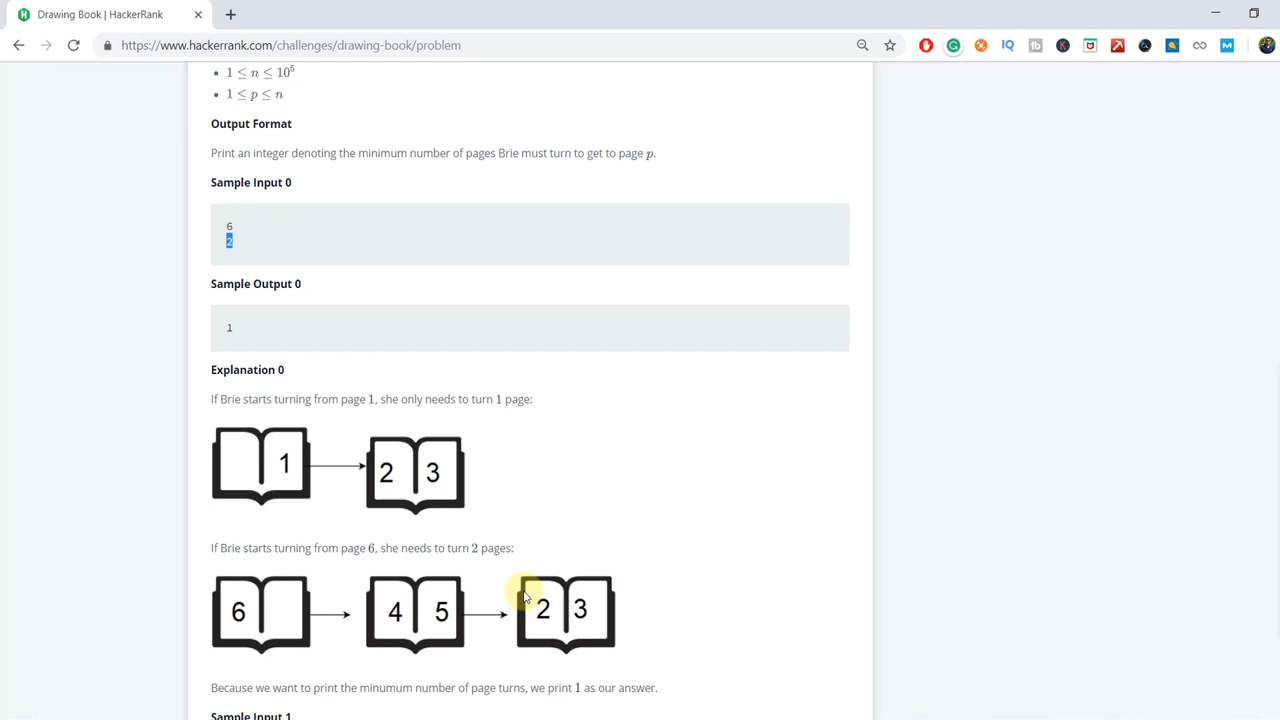 Drawing Book | HackerRank
https://www.hackerrank.com/challenges/drawing-book/problem
1 ≤ n ≤ 10⁵
1 ≤ p ≤ n
Output Format
Print an integer denoting the minimum number of pages Brie must turn to get to page p.
Sample Input 0
6
2
Sample Output 0
1
Explanation 0
If Brie starts turning from page 1, she only needs to turn 1 page:
1 2 3
If Brie starts turning from page 6, she needs to turn 2 pages:
6 4 5 2 3
Because we want to print the minumum number of page turns, we print 1 as our answer.
Sample Input 1